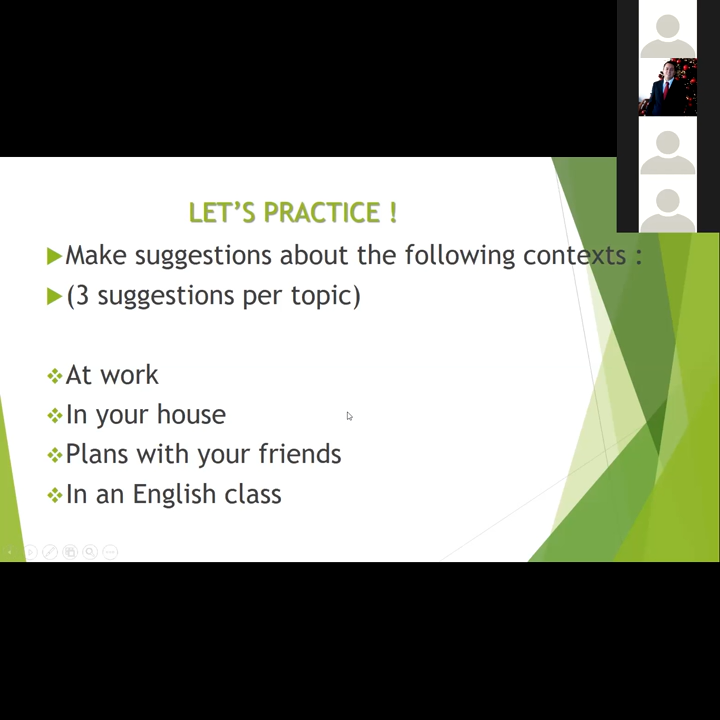 LET'S PRACTICE !
Make suggestions about the following contexts :
(3 suggestions per topic)
At work
In your house
Plans with your friends
In an English class